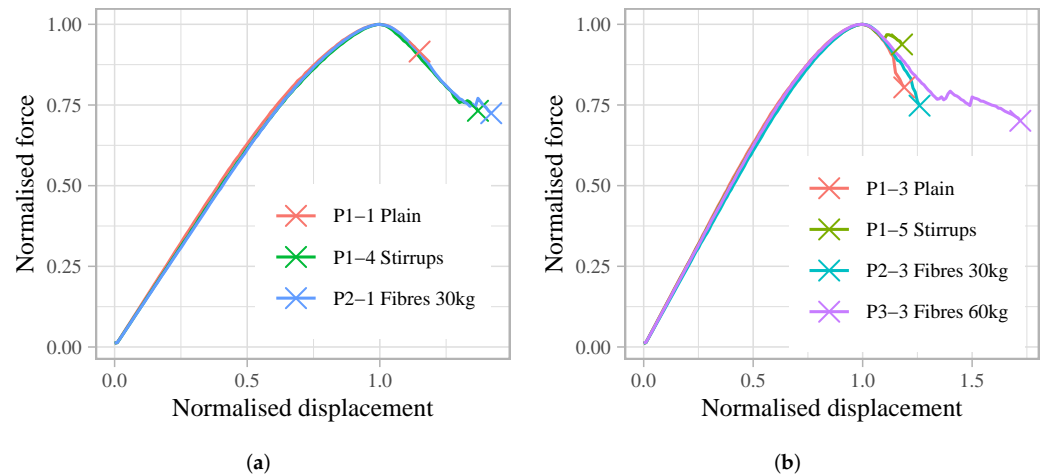 1.00
0.75
0.50
0.25
0.00
Normalised force
P1−1 Plain
P1−4 Stirrups
P2−1 Fibres 30kg
0.0 0.5 1.0
Normalised displacement
(a)
1.00
0.75
0.50
0.25
0.00
Normalised force
P1−3 Plain
P1−5 Stirrups
P2−3 Fibres 30kg
P3−3 Fibres 60kg
0.0 0.5 1.0 1.5
Normalised displacement
(b)